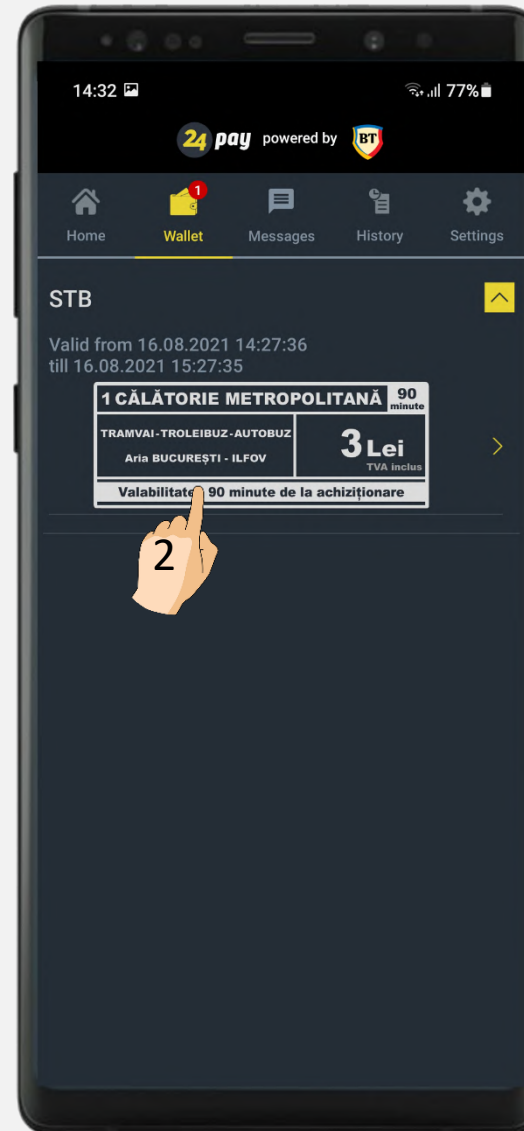 14:32 77%
24 pay powered by BT
1
Home Wallet Messages History Settings
STB
Valid from 16.08.2021 14:27:36
till 16.08.2021 15:27:35
1 CĂLĂTORIE METROPOLITANĂ 90 minute
TRAMVAI-TROLEIBUZ-AUTOBUZ
Aria BUCUREȘTI - ILFOV
3 Lei
TVA inclus
90 minute de la achiziționare
2